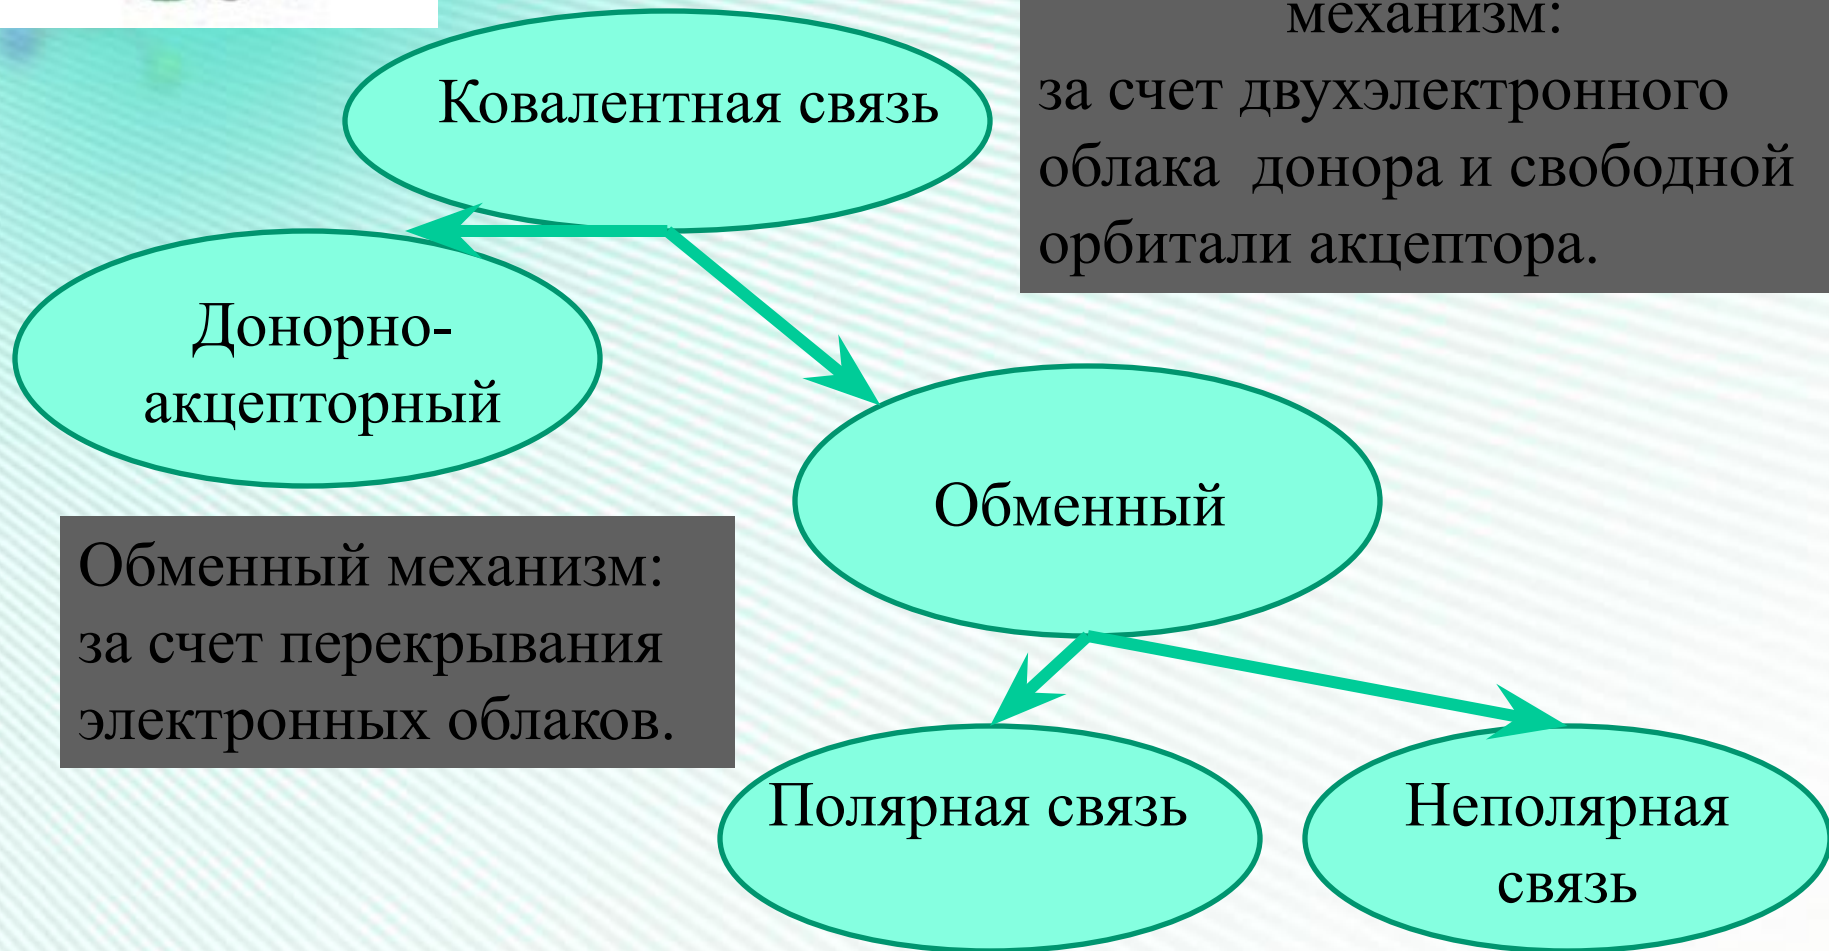 механизм:
за счет двухэлектронного
облака донора и свободной
орбитали акцептора.
Ковалентная связь
Донорно-
акцепторный
Обменный
Обменный механизм:
за счет перекрывания
электронных облаков.
Полярная связь
Неполярная
связь